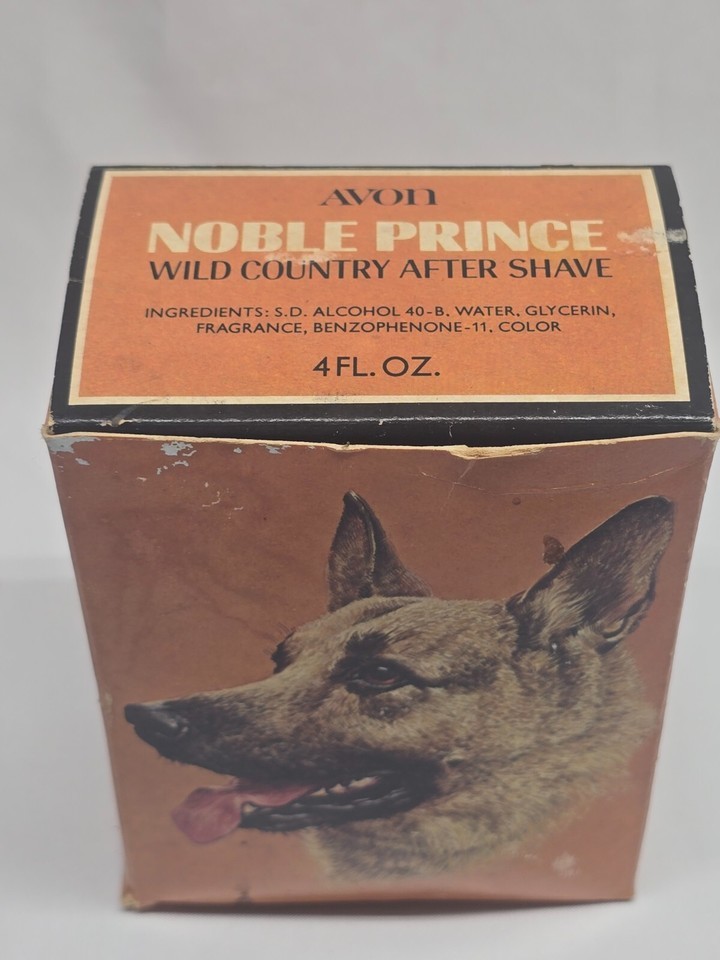 AVON
NOBLE PRINCE
WILD COUNTRY AFTER SHAVE
INGREDIENTS: S.D. ALCOHOL 40-B, WATER, GLYCERIN,
FRAGRANCE, BENZOPHENONE-11, COLOR
4 FL. OZ.